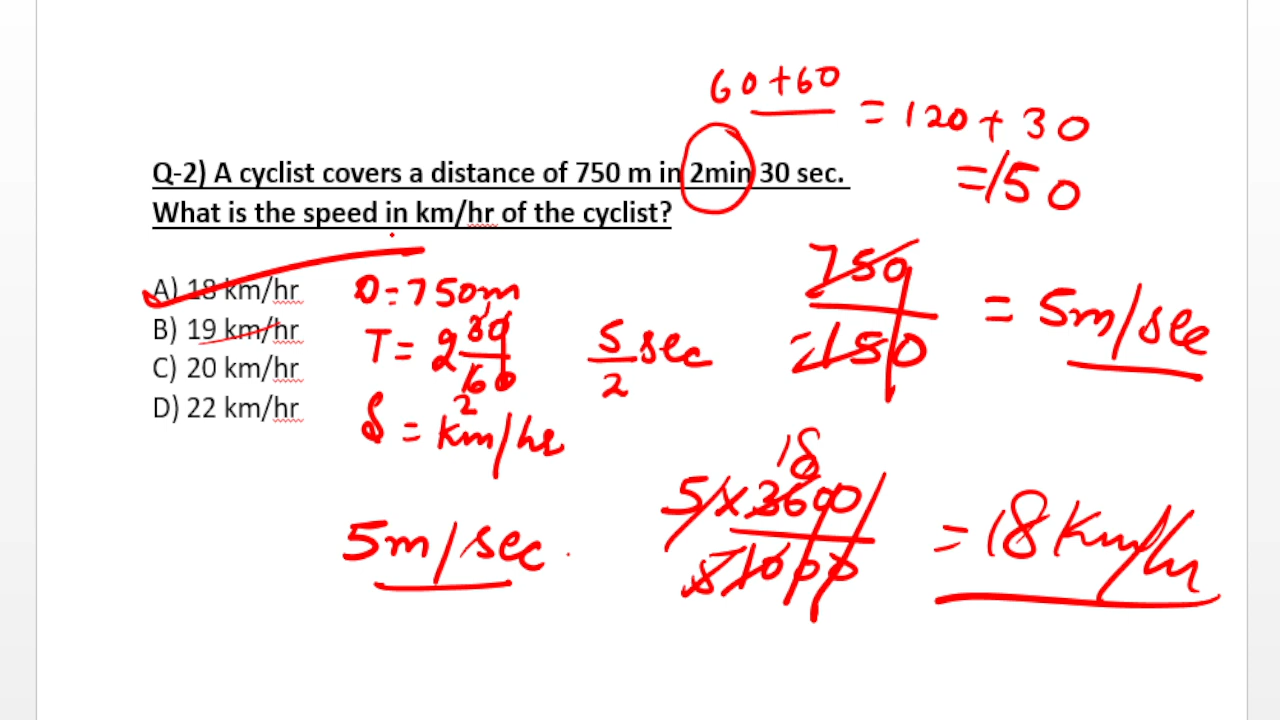 60+60
= 120 + 30
= 150
Q-2) A cyclist covers a distance of 750 m in 2min 30 sec.
What is the speed in km/hr of the cyclist?
A) 18 km/hr
B) 19 km/hr
C) 20 km/hr
D) 22 km/hr
D = 750m
T = 2 30/60
2
5/2 sec
S = km/hr
750/150 = 5m/sec
5m/sec
18
5 x 3600
5 1000
= 18 Km/hr